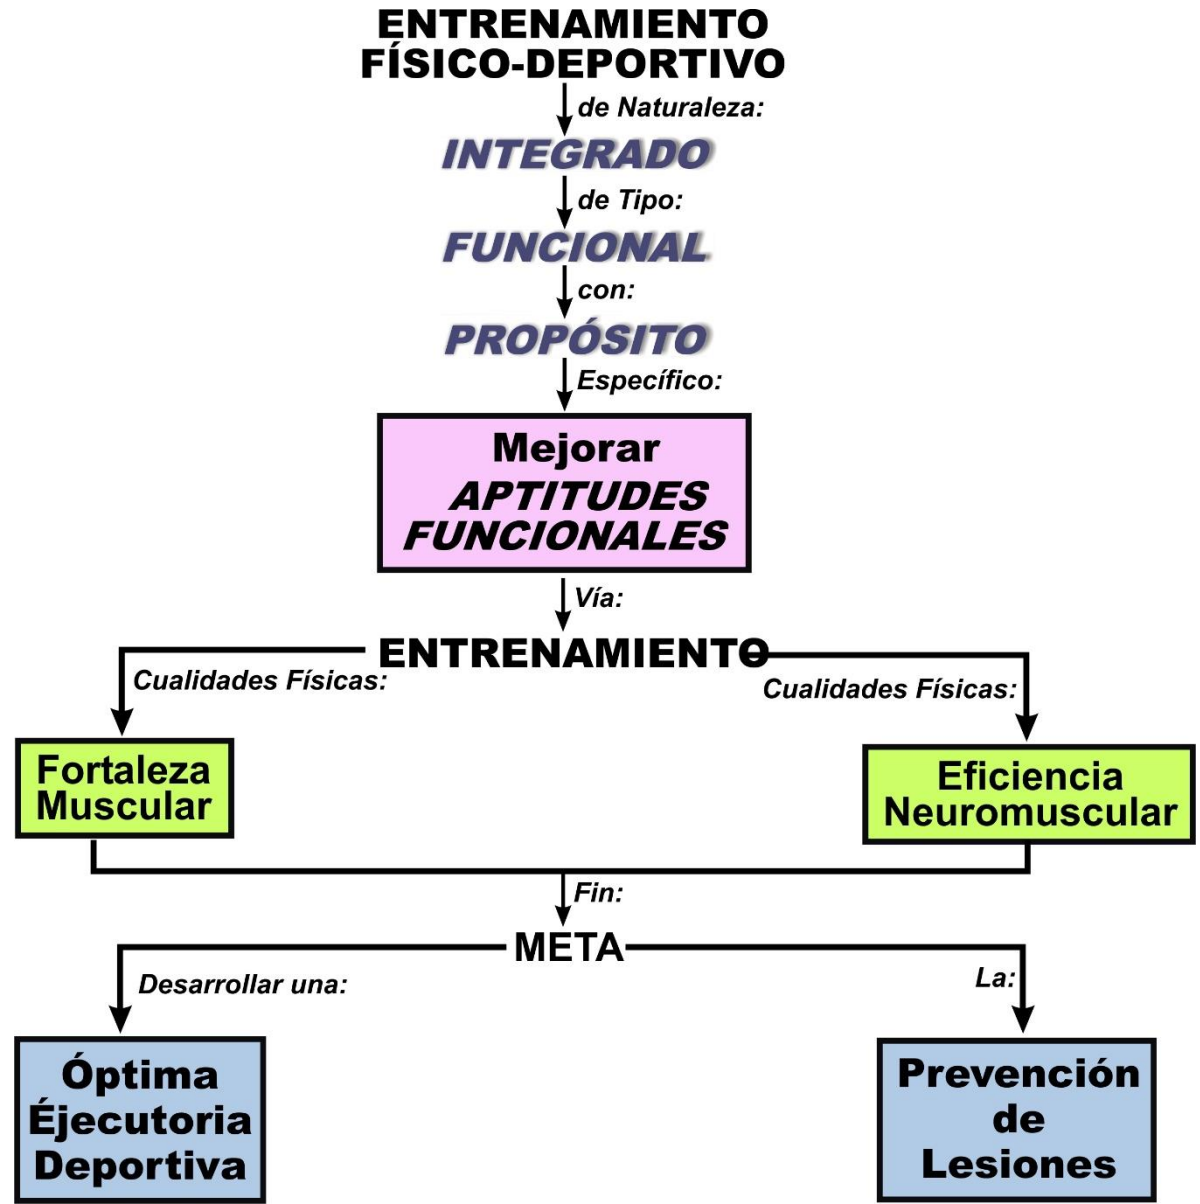 ENTRENAMIENTO
FÍSICO-DEPORTIVO
de Naturaleza:
INTEGRADO
de Tipo:
FUNCIONAL
con:
PROPÓSITO
Específico:
Mejorar
APTITUDES
FUNCIONALES
Vía:
ENTRENAMIENTO
Cualidades Físicas:
Cualidades Físicas:
Fortaleza
Muscular
Eficiencia
Neuromuscular
Fin:
META
Desarrollar una:
La:
Óptima
Éjecutoria
Deportiva
Prevención
de
Lesiones